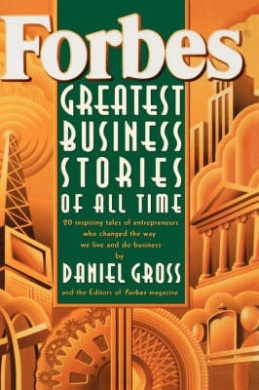 Forbes
GREATEST
BUSINESS
STORIES
OF ALL TIME
20 inspiring tales of entrepreneurs
who changed the way
we live and do business
by
DANIEL GROSS
and the Editors of Forbes magazine